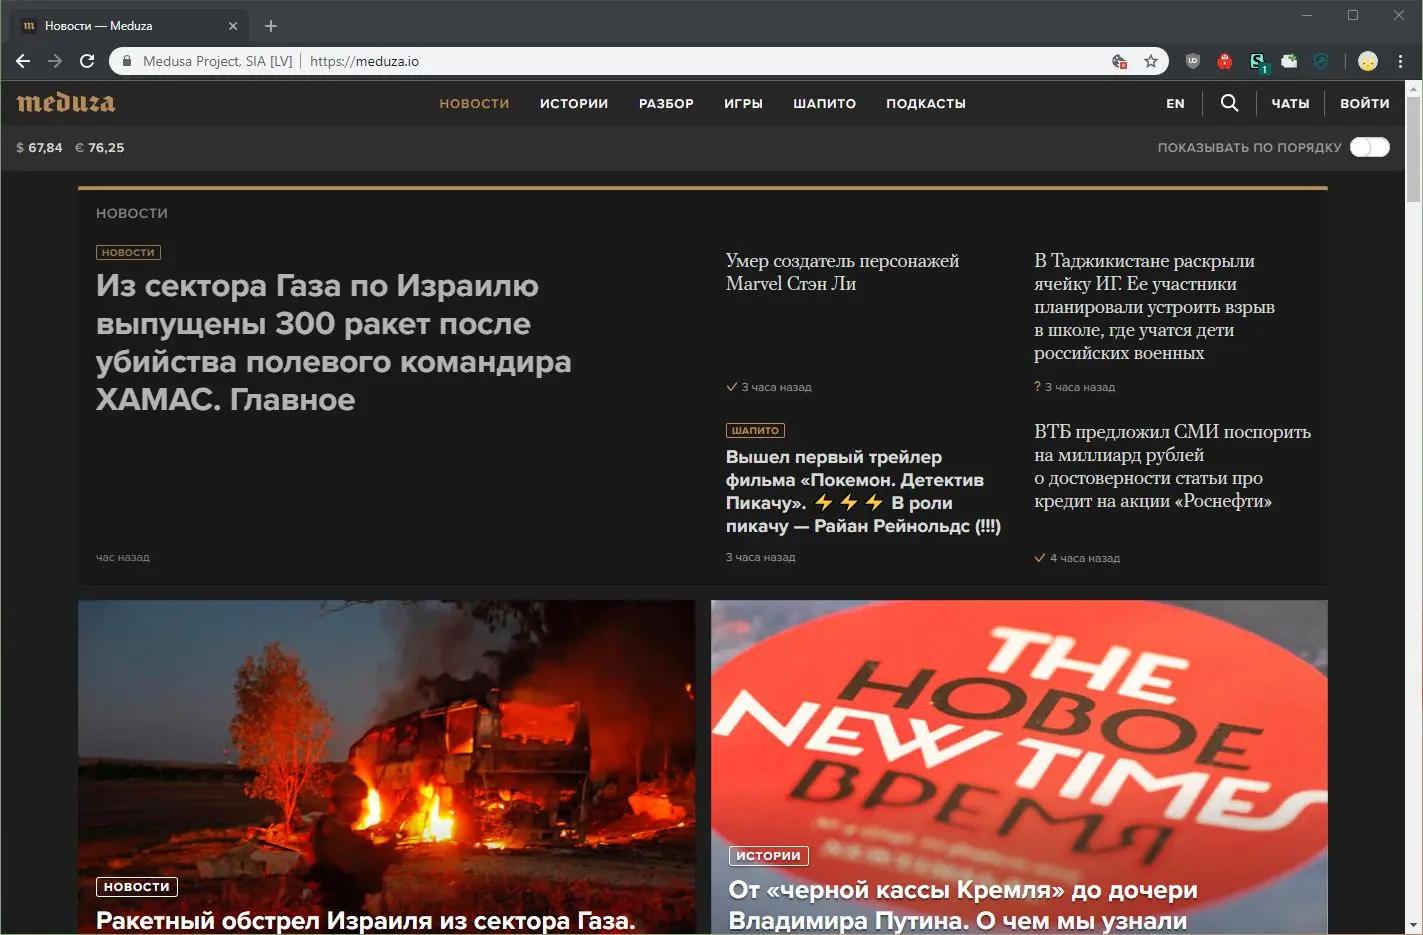 Новости — Meduza
Medusa Project, SIA [LV] | https://meduza.io
1
meduza
НОВОСТИ ИСТОРИИ РАЗБОР ИГРЫ ШАПИТО ПОДКАСТЫ
EN ЧАТЫ ВОЙТИ
$ 67,84 € 76,25
ПОКАЗЫВАТЬ ПО ПОРЯДКУ
НОВОСТИ
НОВОСТИ
Из сектора Газа по Израилю
выпущены 300 ракет после
убийства полевого командира
ХАМАС. Главное
час назад
Умер создатель персонажей
Marvel Стэн Ли
3 часа назад
В Таджикистане раскрыли
ячейку ИГ. Ее участники
планировали устроить взрыв
в школе, где учатся дети
российских военных
? 3 часа назад
ШАПИТО
Вышел первый трейлер
фильма «Покемон. Детектив
Пикачу». ⚡⚡⚡ В роли
пикачу — Райан Рейнольдс (!!!)
3 часа назад
ВТБ предложил СМИ поспорить
на миллиард рублей
о достоверности статьи про
кредит на акции «Роснефти»
4 часа назад
НОВОСТИ
Ракетный обстрел Израиля из сектора Газа.
THE
НОВОЕ
NEW TIMES
ВРЕМЯ
ИСТОРИИ
От «черной кассы Кремля» до дочери
Владимира Путина. О чем мы узнали